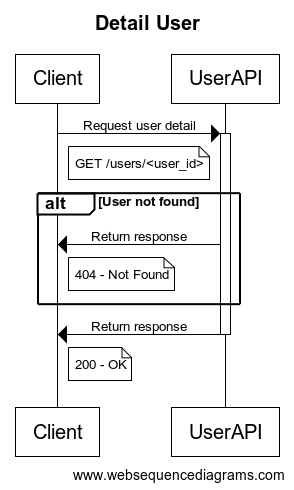 Detail User
Client UserAPI
Request user detail
GET /users/<user_id>
alt [User not found]
Return response
404 - Not Found
Return response
200 - OK
Client UserAPI
www.websequencediagrams.com